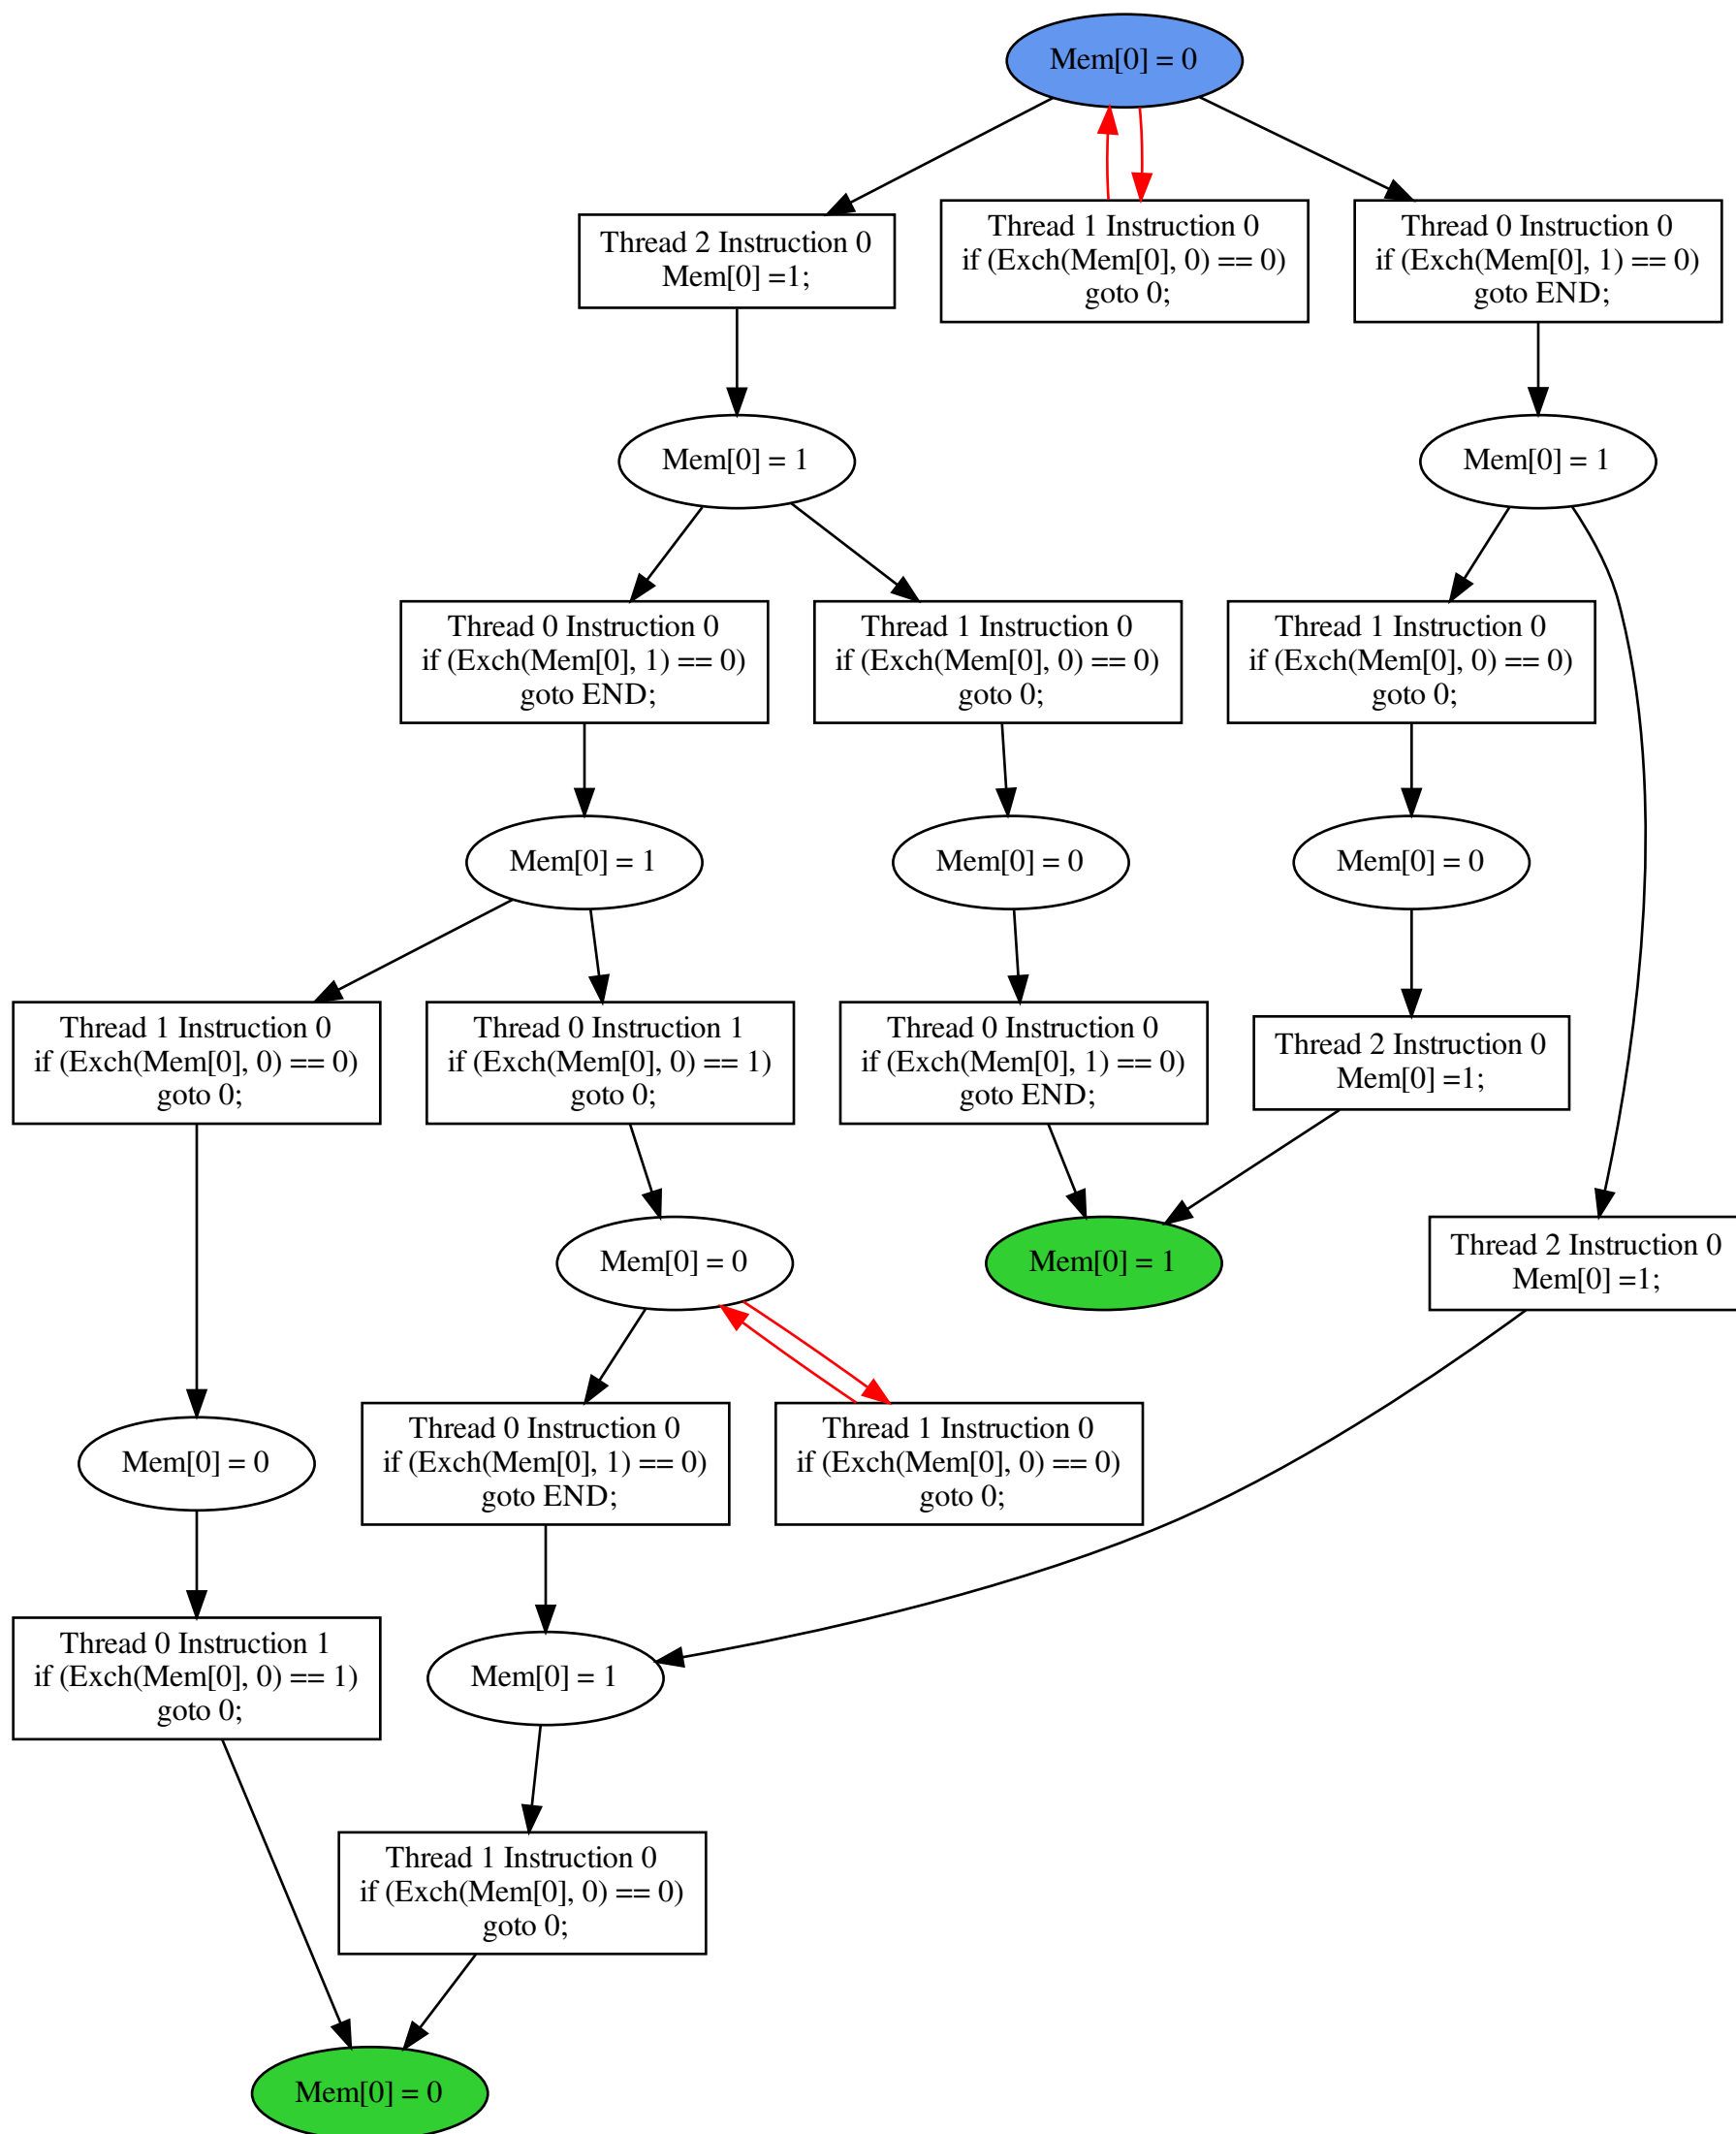 Mem[0] = 0
Thread 2 Instruction 0
Mem[0] =1;
Thread 1 Instruction 0
if (Exch(Mem[0], 0) == 0)
goto 0;
Thread 0 Instruction 0
if (Exch(Mem[0], 1) == 0)
goto END;
Mem[0] = 1
Mem[0] = 1
Thread 0 Instruction 0
if (Exch(Mem[0], 1) == 0)
goto END;
Thread 1 Instruction 0
if (Exch(Mem[0], 0) == 0)
goto 0;
Thread 1 Instruction 0
if (Exch(Mem[0], 0) == 0)
goto 0;
Mem[0] = 1
Mem[0] = 0
Mem[0] = 0
Thread 1 Instruction 0
if (Exch(Mem[0], 0) == 0)
goto 0;
Thread 0 Instruction 1
if (Exch(Mem[0], 0) == 1)
goto 0;
Thread 0 Instruction 0
if (Exch(Mem[0], 1) == 0)
goto END;
Thread 2 Instruction 0
Mem[0] =1;
Mem[0] = 0
Mem[0] = 1
Thread 2 Instruction 0
Mem[0] =1;
Mem[0] = 0
Thread 0 Instruction 0
if (Exch(Mem[0], 1) == 0)
goto END;
Thread 1 Instruction 0
if (Exch(Mem[0], 0) == 0)
goto 0;
Thread 0 Instruction 1
if (Exch(Mem[0], 0) == 1)
goto 0;
Mem[0] = 1
Thread 1 Instruction 0
if (Exch(Mem[0], 0) == 0)
goto 0;
Mem[0] = 0